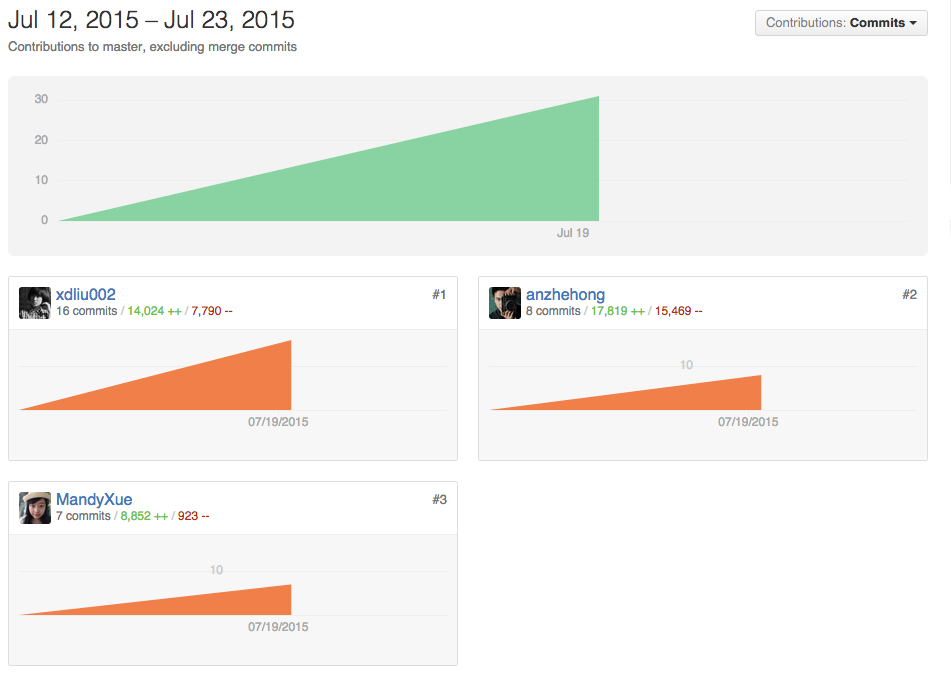 Jul 12, 2015 – Jul 23, 2015
Contributions: Commits
Contributions to master, excluding merge commits
30
20
10
0
Jul 19
xdliu002
#1
16 commits / 14,024 ++ / 7,790 --
07/19/2015
anzhehong
#2
8 commits / 17,819 ++ / 15,469 --
10
07/19/2015
MandyXue
#3
7 commits / 8,852 ++ / 923 --
10
07/19/2015